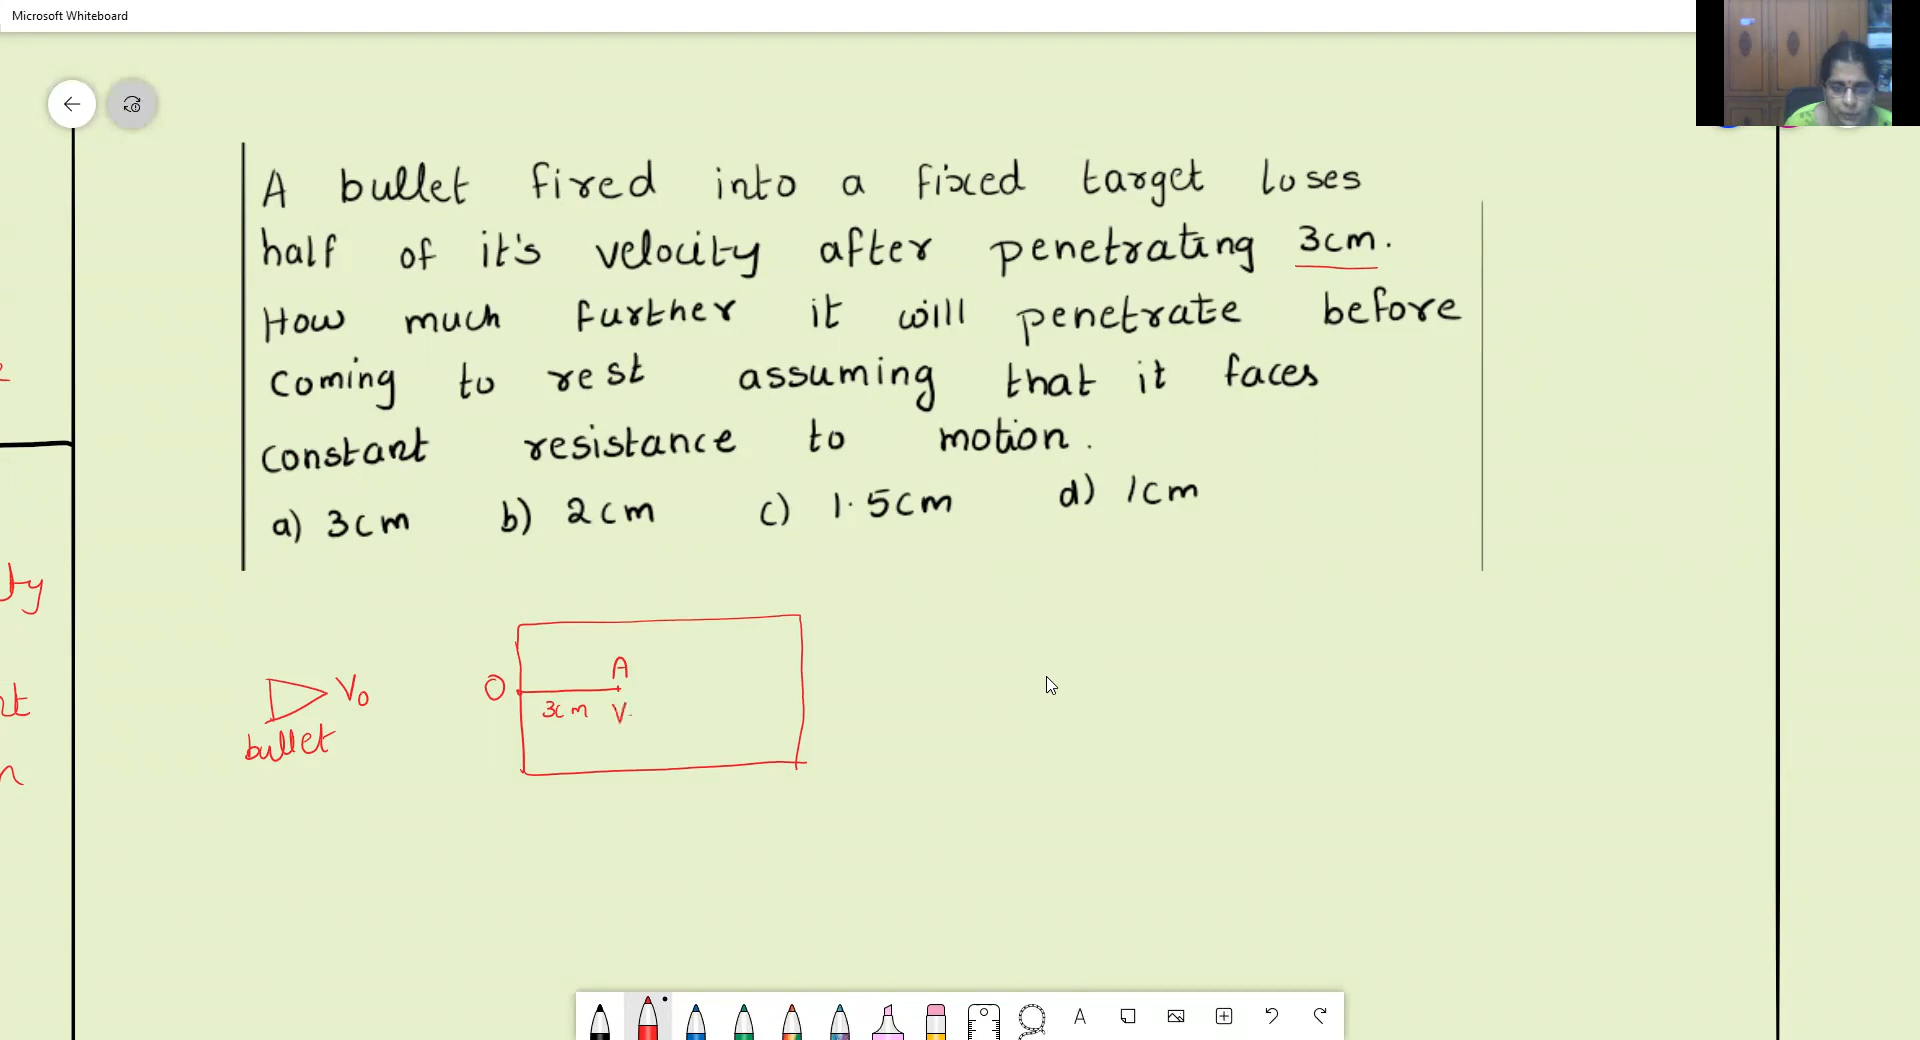 Microsoft Whiteboard
A bullet fired into a fixed target loses
half of it's velocity after penetrating 3cm.
How much further it will penetrate before
coming to rest assuming that it faces
constant resistance to motion.
a) 3cm b) 2cm c) 1.5cm d) 1cm
ty
A
V₀ O
3cm V
bullet
A